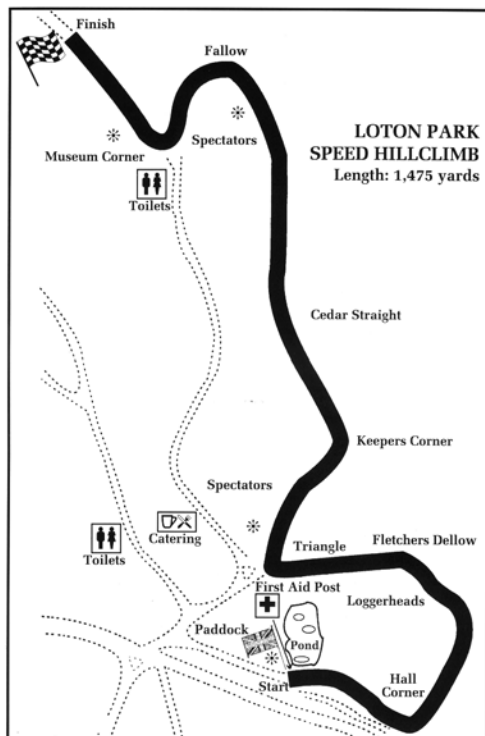 Finish
Fallow
LOTON PARK
SPEED HILLCLIMB
Length: 1,475 yards
Spectators
Museum Corner
Toilets
Cedar Straight
Keepers Corner
Spectators
Catering
Toilets
Triangle
Fletchers Dellow
First Aid Post
Loggerheads
Paddock
Pond
Start
Hall
Corner